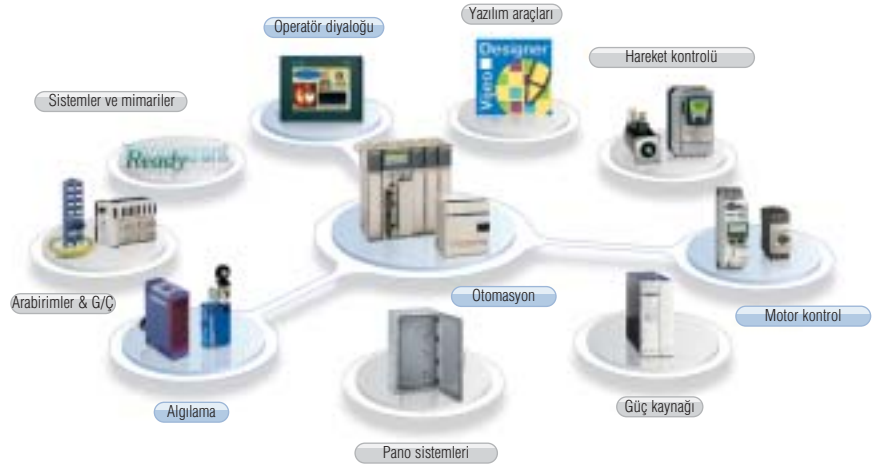 Yazılım araçları
Operatör diyaloğu
Designer
Vijeo
Hareket kontrolü
Sistemler ve mimariler
Ready
Arabirimler & G/Ç
Otomasyon
Motor kontrol
Algılama
Güç kaynağı
Pano sistemleri